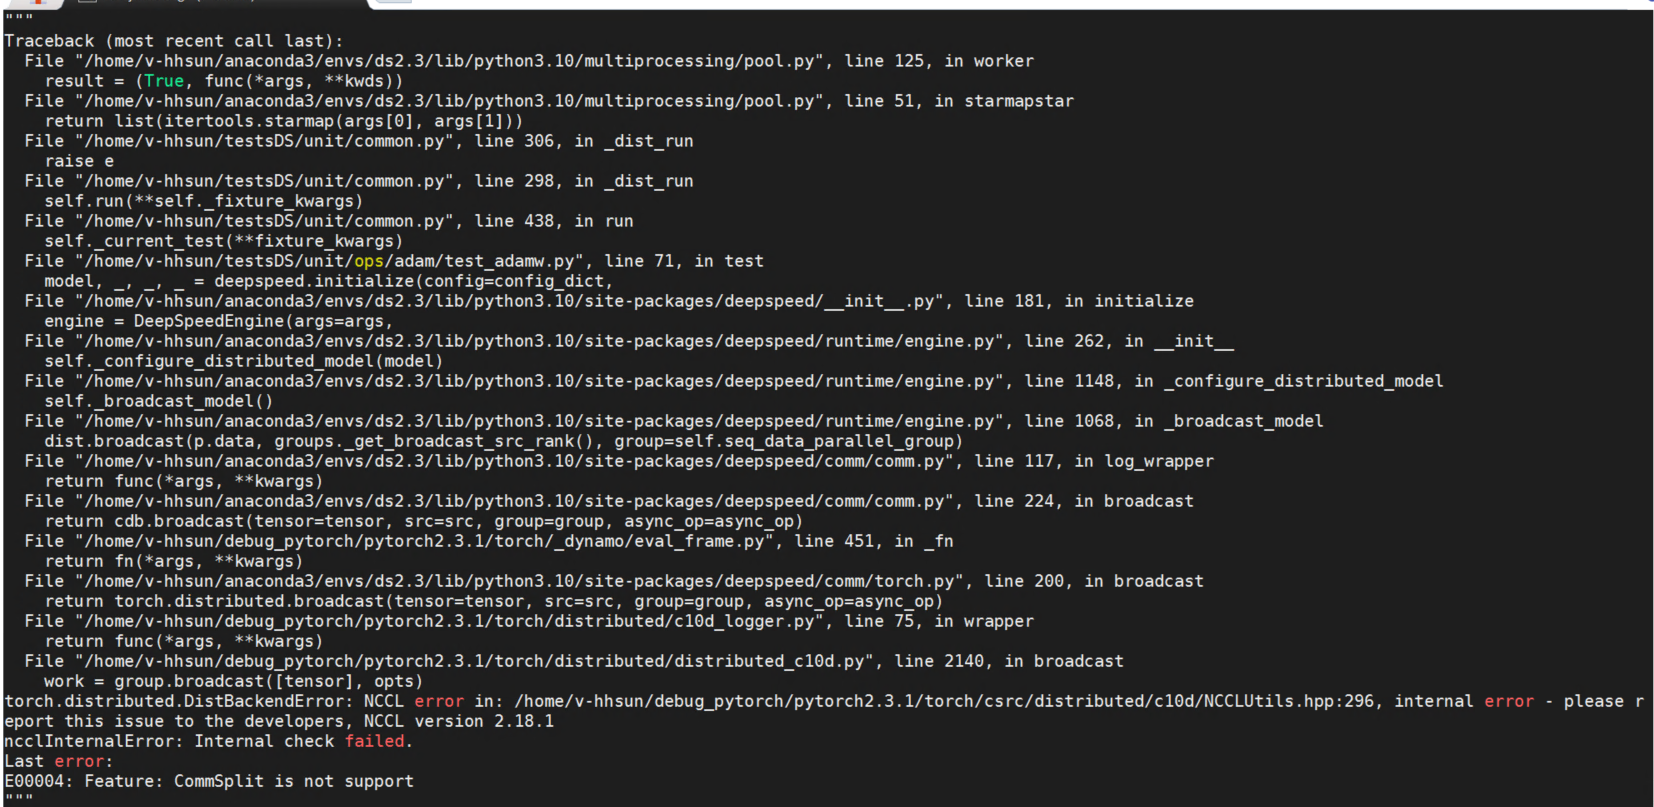 """
Traceback (most recent call last):
  File "/home/v-hhsun/anaconda3/envs/ds2.3/lib/python3.10/multiprocessing/pool.py", line 125, in worker
    result = (True, func(*args, **kwds))
  File "/home/v-hhsun/anaconda3/envs/ds2.3/lib/python3.10/multiprocessing/pool.py", line 51, in starmapstar
    return list(itertools.starmap(args[0], args[1]))
  File "/home/v-hhsun/testsDS/unit/common.py", line 306, in _dist_run
    raise e
  File "/home/v-hhsun/testsDS/unit/common.py", line 298, in _dist_run
    self.run(**self._fixture_kwargs)
  File "/home/v-hhsun/testsDS/unit/common.py", line 438, in run
    self._current_test(**fixture_kwargs)
  File "/home/v-hhsun/testsDS/unit/ops/adam/test_adamw.py", line 71, in test
    model, _, _, _ = deepspeed.initialize(config=config_dict,
  File "/home/v-hhsun/anaconda3/envs/ds2.3/lib/python3.10/site-packages/deepspeed/__init__.py", line 181, in initialize
    engine = DeepSpeedEngine(args=args,
  File "/home/v-hhsun/anaconda3/envs/ds2.3/lib/python3.10/site-packages/deepspeed/runtime/engine.py", line 262, in __init__
    self._configure_distributed_model(model)
  File "/home/v-hhsun/anaconda3/envs/ds2.3/lib/python3.10/site-packages/deepspeed/runtime/engine.py", line 1148, in _configure_distributed_model
    self._broadcast_model()
  File "/home/v-hhsun/anaconda3/envs/ds2.3/lib/python3.10/site-packages/deepspeed/runtime/engine.py", line 1068, in _broadcast_model
    dist.broadcast(p.data, groups._get_broadcast_src_rank(), group=self.seq_data_parallel_group)
  File "/home/v-hhsun/anaconda3/envs/ds2.3/lib/python3.10/site-packages/deepspeed/comm/comm.py", line 117, in log_wrapper
    return func(*args, **kwargs)
  File "/home/v-hhsun/anaconda3/envs/ds2.3/lib/python3.10/site-packages/deepspeed/comm/comm.py", line 224, in broadcast
    return cdb.broadcast(tensor=tensor, src=src, group=group, async_op=async_op)
  File "/home/v-hhsun/debug_pytorch/pytorch2.3.1/torch/_dynamo/eval_frame.py", line 451, in _fn
    return fn(*args, **kwargs)
  File "/home/v-hhsun/anaconda3/envs/ds2.3/lib/python3.10/site-packages/deepspeed/comm/torch.py", line 200, in broadcast
    return torch.distributed.broadcast(tensor=tensor, src=src, group=group, async_op=async_op)
  File "/home/v-hhsun/debug_pytorch/pytorch2.3.1/torch/distributed/c10d_logger.py", line 75, in wrapper
    return func(*args, **kwargs)
  File "/home/v-hhsun/debug_pytorch/pytorch2.3.1/torch/distributed/distributed_c10d.py", line 2140, in broadcast
    work = group.broadcast([tensor], opts)
torch.distributed.DistBackendError: NCCL error in: /home/v-hhsun/debug_pytorch/pytorch2.3.1/torch/csrc/distributed/c10d/NCCLUtils.hpp:296, internal error - please r
eport this issue to the developers, NCCL version 2.18.1
ncclInternalError: Internal check failed.
Last error:
E00004: Feature: CommSplit is not support
"""